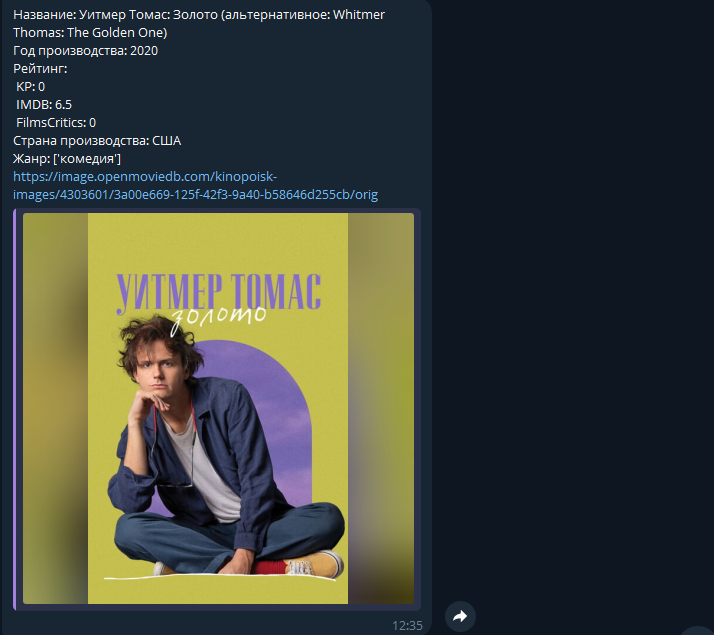 Название: Уитмер Томас: Золото (альтернативное: Whitmer
Thomas: The Golden One)
Год производства: 2020
Рейтинг:
KP: 0
IMDB: 6.5
FilmsCritics: 0
Страна производства: США
Жанр: ['комедия']
https://image.openmoviedb.com/kinopoisk-
images/4303601/3a00e669-125f-42f3-9a40-b58646d255cb/orig
УИТМЕР ТОМАС
золото
12:35